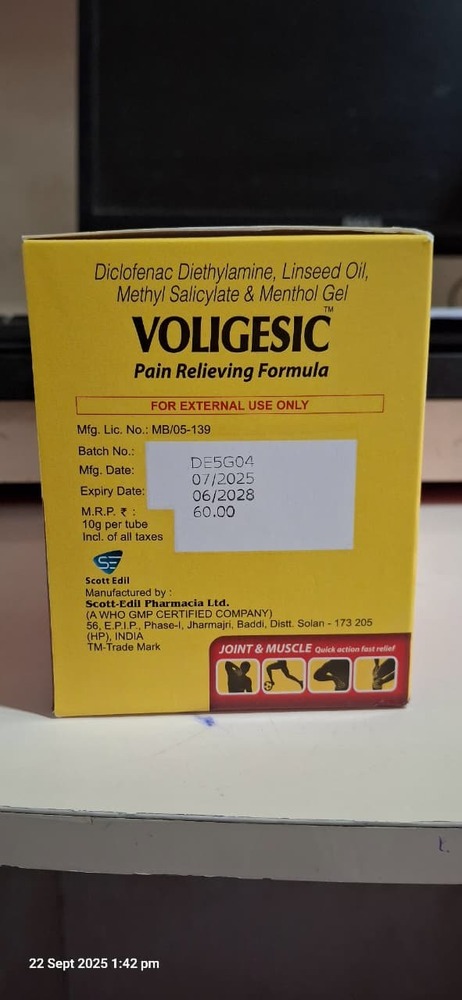 Diclofenac Diethylamine, Linseed Oil,
Methyl Salicylate & Menthol Gel
VOLIGESIC™
Pain Relieving Formula
FOR EXTERNAL USE ONLY
Mfg. Lic. No.: MB/05-139
Batch No.: DE5G04
Mfg. Date: 07/2025
Expiry Date: 06/2028
M.R.P. ₹ : 60.00
10g per tube
Incl. of all taxes
SE
Scott Edil
Manufactured by :
Scott-Edil Pharmacia Ltd.
(A WHO GMP CERTIFIED COMPANY)
56, E.P.I.P., Phase-I, Jharmajri, Baddi, Distt. Solan - 173 205
(HP), INDIA
TM-Trade Mark
JOINT & MUSCLE Quick action fast relief
22 Sept 2025 1:42 pm